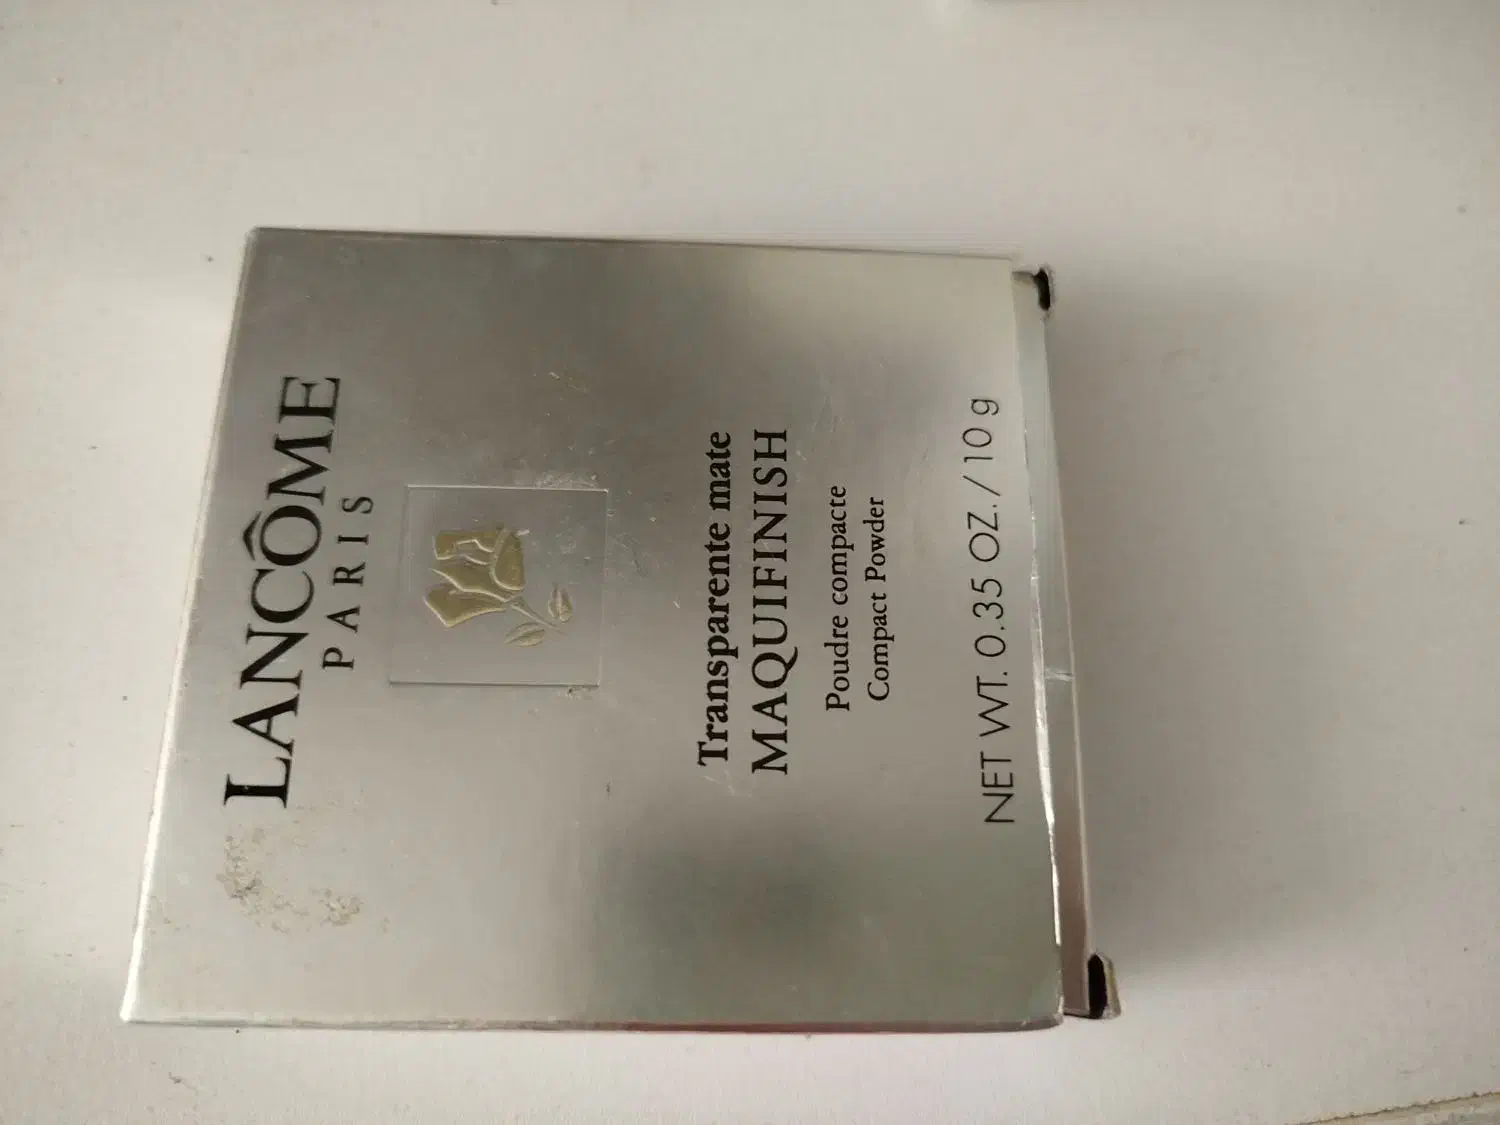 LANCÔME
PARIS
Transparente mate
MAQUIFINISH
Poudre compacte
Compact Powder
NET WT. 0.35 OZ./ 10 g